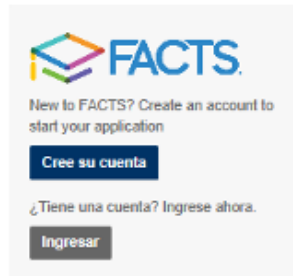 FACTS
New to FACTS? Create an account to
start your application
Cree su cuenta
¿Tiene una cuenta? Ingrese ahora.
Ingresar